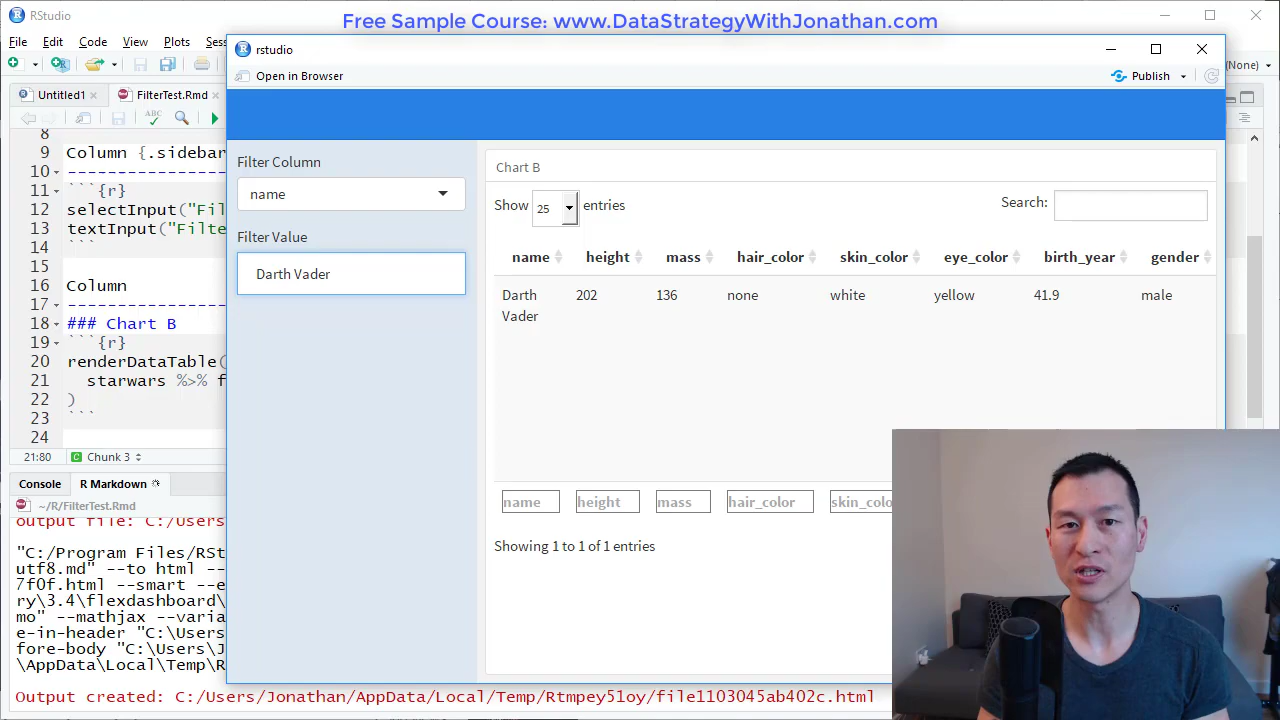 RStudio
Free Sample Course: www.DataStrategyWithJonathan.com
File Edit Code View Plots Ses
rstudio
Open in Browser
Publish
(None)
Untitled1
FilterTest.Rmd
ABC
8
9 Column {.sidebar
10 ------------
11 ```{r}
12 selectInput("Fil
13 textInput("Filte
14 ```
15
16 Column
17 ------------
18 ### Chart B
19 ```{r}
20 renderDataTable(
21 starwars %>% f
22 )
23 ```
24
21:80 Chunk 3
Filter Column
name
Filter Value
Darth Vader
Chart B
Show 25 entries
Search:
name height mass hair_color skin_color eye_color birth_year gender
Darth Vader 202 136 none white yellow 41.9 male
name height mass hair_color skin_colo
Showing 1 to 1 of 1 entries
Console R Markdown
~/R/FilterTest.Rmd
output file: C:/Users
"C:/Program Files/RSt
utf8.md" --to html --
7f0f.html --smart --e
ry\3.4\flexdashboard\
mo" --mathjax --varia
e-in-header "C:\Users
fore-body "C:\Users\J
\AppData\Local\Temp\R
Output created: C:/Users/Jonathan/AppData/Local/Temp/Rtmpey51oy/file1103045ab402c.html